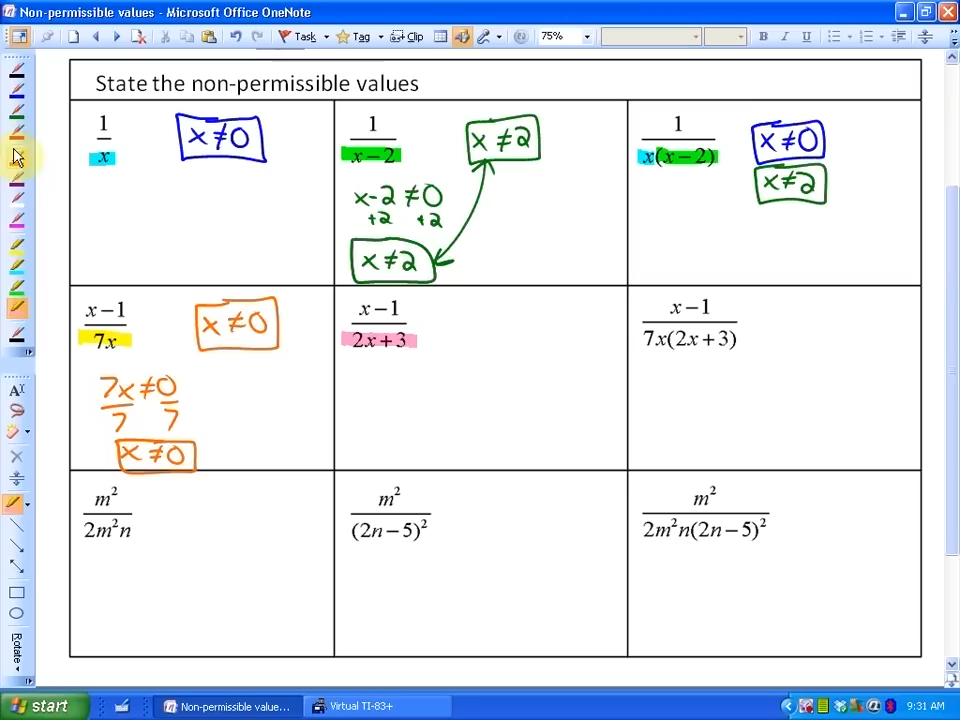 Non-permissible values - Microsoft Office OneNote
Task Tag Clip 75% B I U
State the non-permissible values
1/x
x ≠ 0
1/(x − 2)
x ≠ 2
x - 2 ≠ 0
+2 +2
x ≠ 2
1/(x(x − 2))
x ≠ 0
x ≠ 2
(x − 1)/(7x)
x ≠ 0
7x ≠ 0
7 7
x ≠ 0
(x − 1)/(2x + 3)
(x − 1)/(7x(2x + 3))
m²/(2m²n)
m²/(2n − 5)²
m²/(2m²n(2n − 5)²)
A
Rotate
start
Non-permissible value...
Virtual TI-83+
9:31 AM